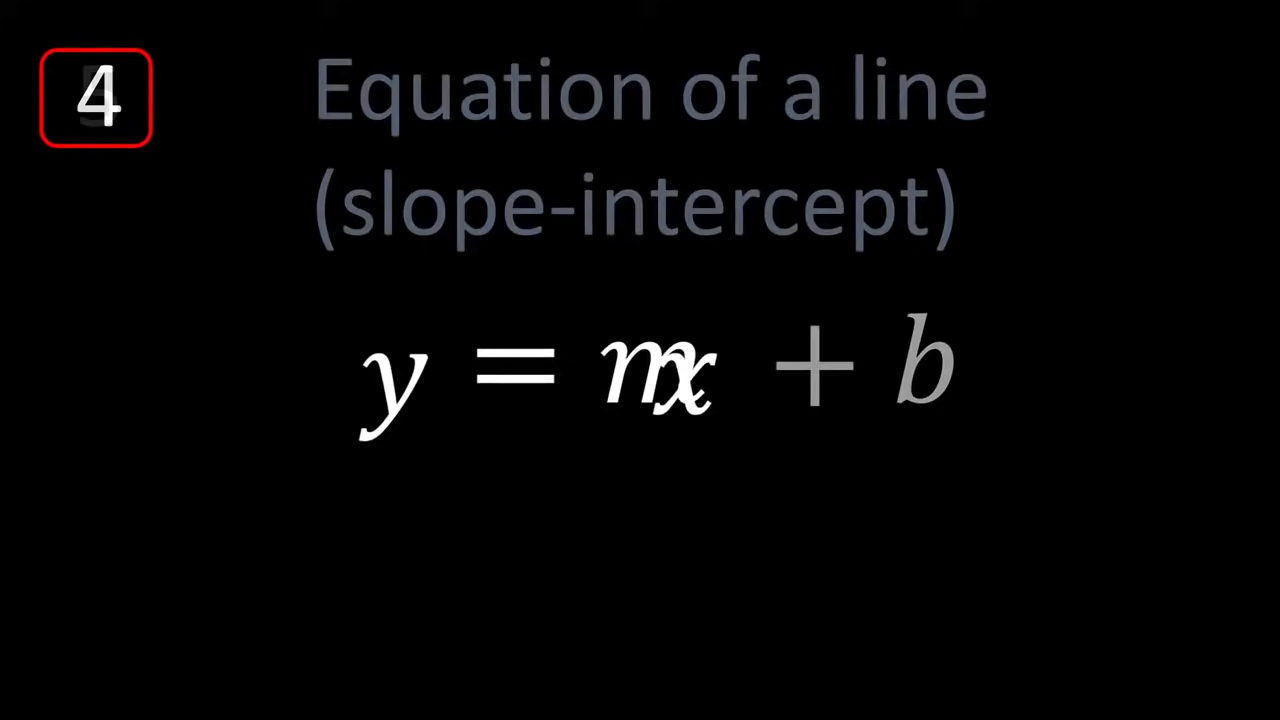 4
Equation of a line
(slope-intercept)
y = mx + b